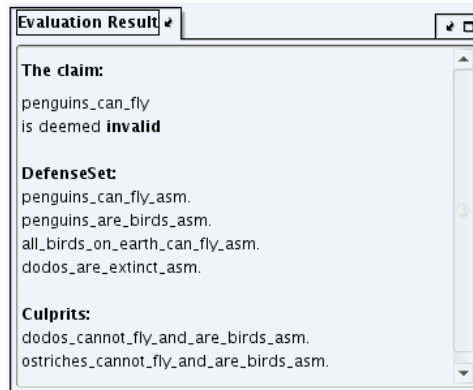 Evaluation Result
The claim:
penguins_can_fly
is deemed invalid
DefenseSet:
penguins_can_fly_asm.
penguins_are_birds_asm.
all_birds_on_earth_can_fly_asm.
dodos_are_extinct_asm.
Culprits:
dodos_cannot_fly_and_are_birds_asm.
ostriches_cannot_fly_and_are_birds_asm.